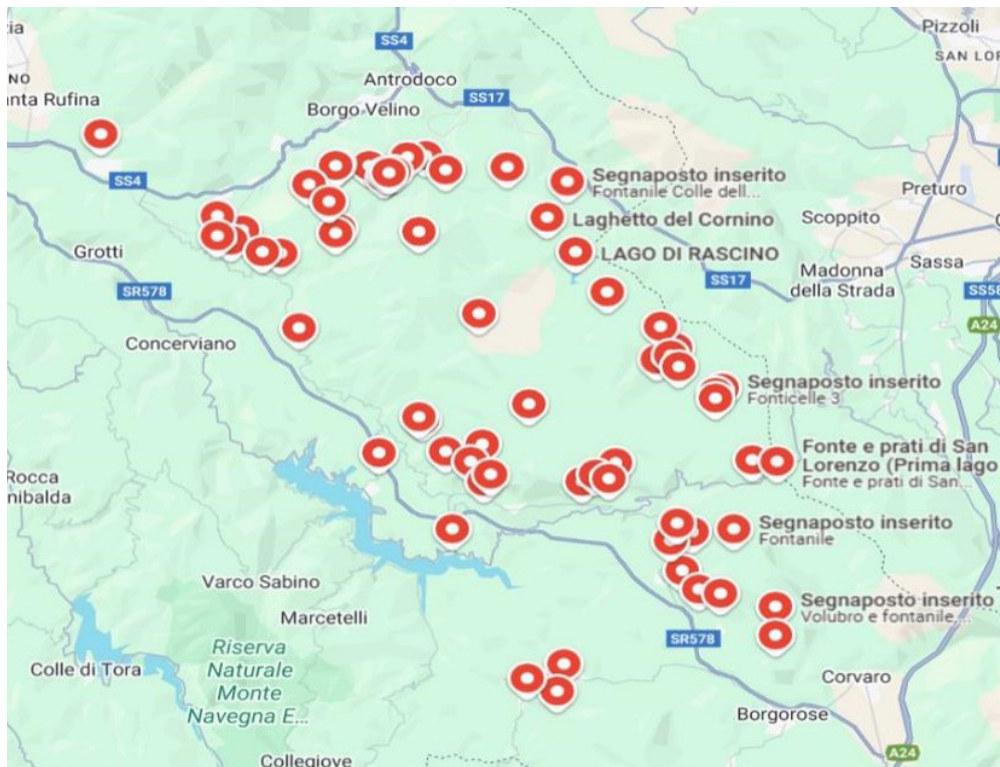 ia
Pizzoli
SS4
SAN LOR
NO
Antrodoco
anta Rufina
SS17
Borgo Velino
SS4
Segnaposto inserito
Fontanile Colle dell...
Preturo
Laghetto del Cornino
Scoppito
Grotti
LAGO DI RASCINO
Sassa
Madonna
della Strada
SS17
SR578
SS58
A24
Concerviano
Segnaposto inserito
Fonticelle 3
Fonte e prati di San
Lorenzo (Prima lago
Fonte e prati di San...
Rocca
nibalda
Segnaposto inserito
Fontanile
Varco Sabino
Segnaposto inserito
Volubro e fontanile...
Marcetelli
SR578
Riserva
Naturale
Monte
Navegna E...
Colle di Tora
Corvaro
Borgorose
A24
Collegiove